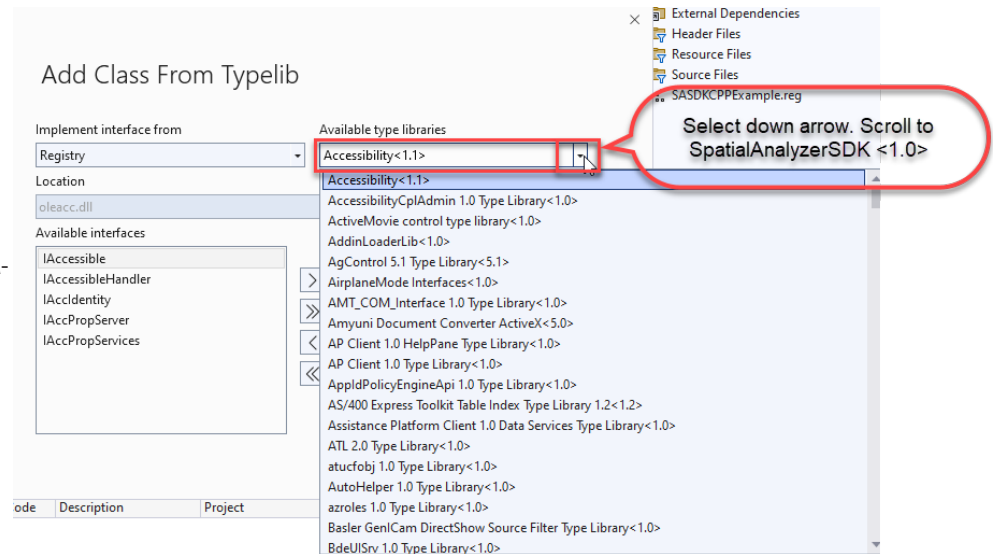 External Dependencies
Header Files
Resource Files
Source Files
SASDKCPPExample.reg
Add Class From Typelib
Select down arrow. Scroll to
SpatialAnalyzerSDK <1.0>
Implement interface from
Available type libraries
Registry
Accessibility<1.1>
Location
oleacc.dll
Available interfaces
IAccessible
IAccessibleHandler
IAccIdentity
IAccPropServer
IAccPropServices
Accessibility<1.1>
AccessibilityCplAdmin 1.0 Type Library<1.0>
ActiveMovie control type library<1.0>
AddinLoaderLib<1.0>
AgControl 5.1 Type Library<5.1>
AirplaneMode Interfaces<1.0>
AMT_COM_Interface 1.0 Type Library<1.0>
Amyuni Document Converter ActiveX<5.0>
AP Client 1.0 HelpPane Type Library<1.0>
AP Client 1.0 Type Library<1.0>
AppIdPolicyEngineApi 1.0 Type Library<1.0>
AS/400 Express Toolkit Table Index Type Library 1.2<1.2>
Assistance Platform Client 1.0 Data Services Type Library<1.0>
ATL 2.0 Type Library<1.0>
atucfobj 1.0 Type Library<1.0>
AutoHelper 1.0 Type Library<1.0>
azroles 1.0 Type Library<1.0>
Basler GenICam DirectShow Source Filter Type Library<1.0>
BdeUISrv 1.0 Type Library<1.0>
ode Description Project